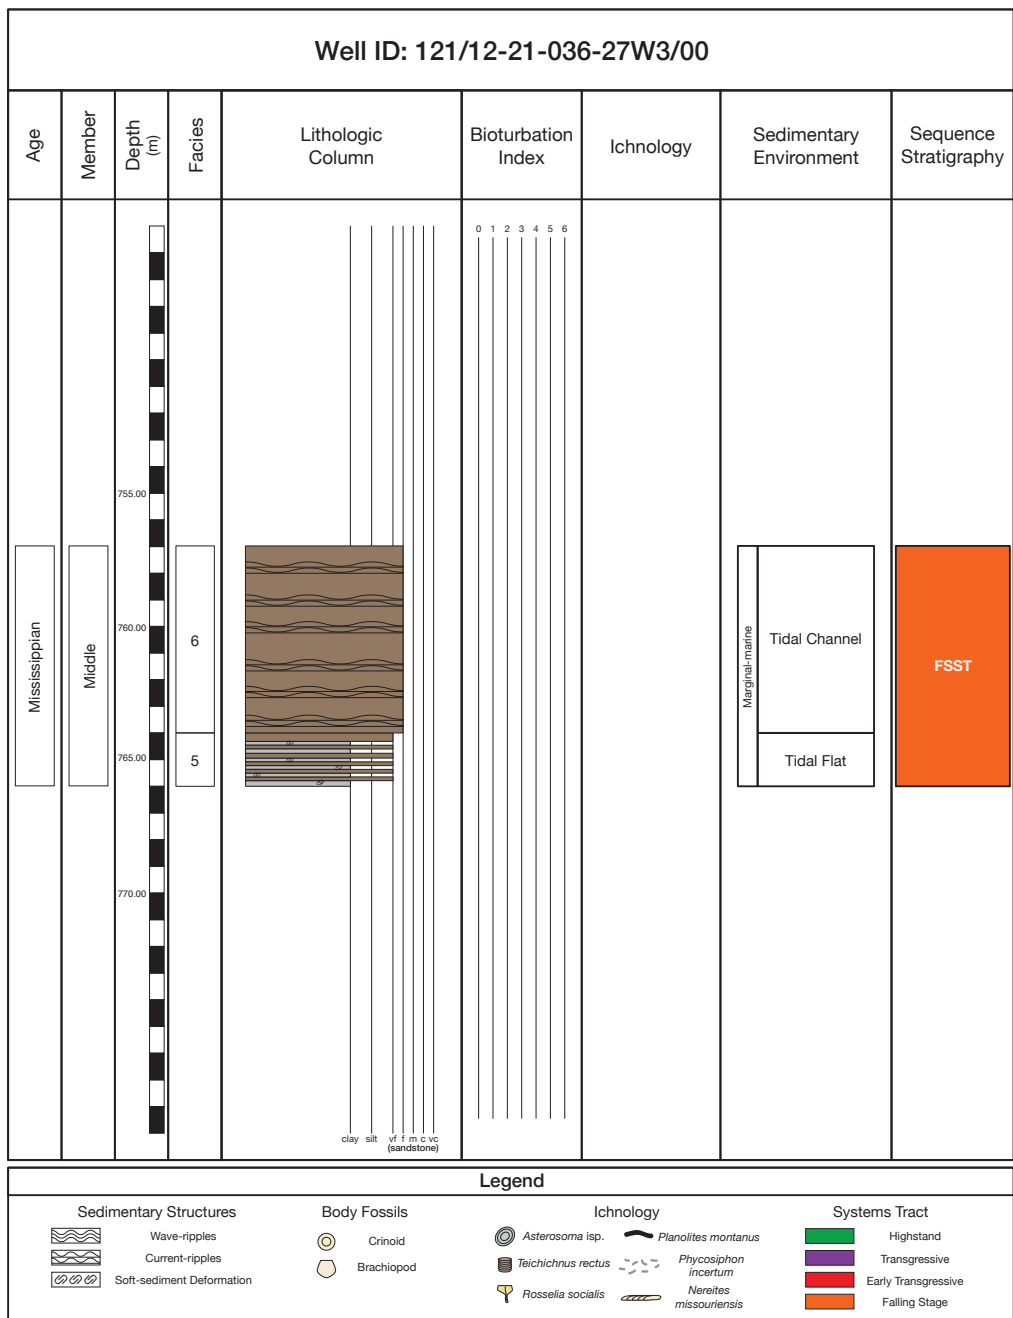 Well ID: 121/12-21-036-27W3/00
Age
Member
Depth
(m)
Facies
Lithologic
Column
Bioturbation
Index
Ichnology
Sedimentary
Environment
Sequence
Stratigraphy
0 1 2 3 4 5 6
755.00
760.00
765.00
770.00
Mississippian
Middle
6
5
Marginal-marine
Tidal Channel
Tidal Flat
FSST
clay silt vf f m c vc
(sandstone)
Legend
Sedimentary Structures
Wave-ripples
Current-ripples
Soft-sediment Deformation
Body Fossils
Crinoid
Brachiopod
Ichnology
Asterosoma isp.
Teichichnus rectus
Rosselia socialis
Planolites montanus
Phycosiphon
incertum
Nereites
missouriensis
Systems Tract
Highstand
Transgressive
Early Transgressive
Falling Stage